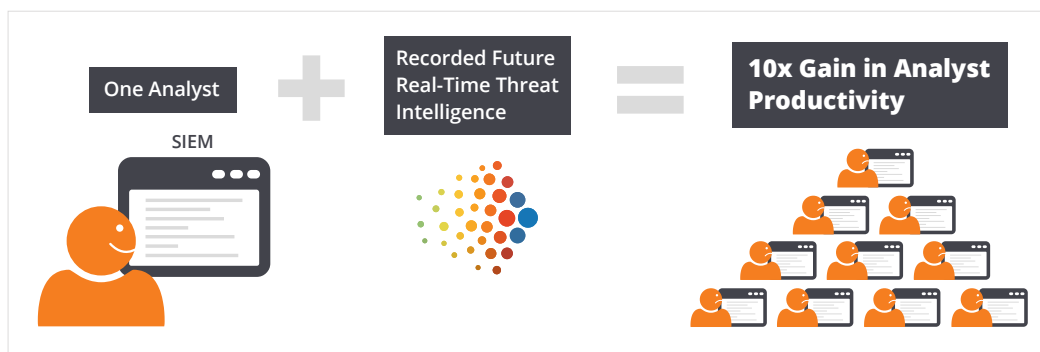 One Analyst
SIEM
Recorded Future
Real-Time Threat
Intelligence
10x Gain in Analyst
Productivity